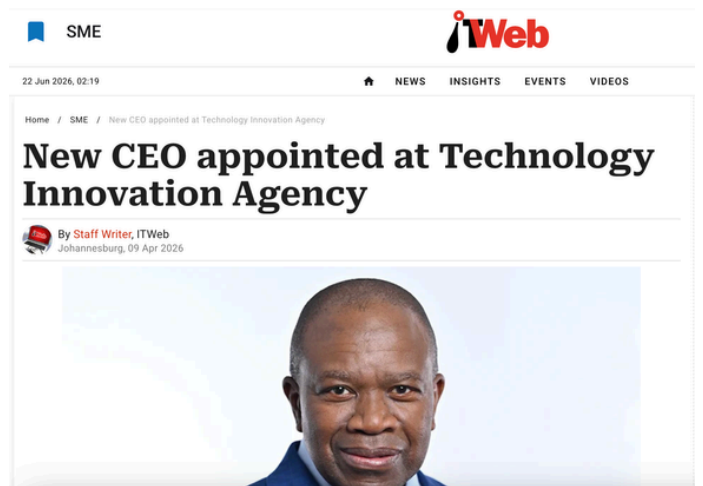 SME
iTWeb
22 Jun 2026, 02:19
NEWS INSIGHTS EVENTS VIDEOS
Home / SME / New CEO appointed at Technology Innovation Agency
New CEO appointed at Technology
Innovation Agency
By Staff Writer, ITWeb
Johannesburg, 09 Apr 2026